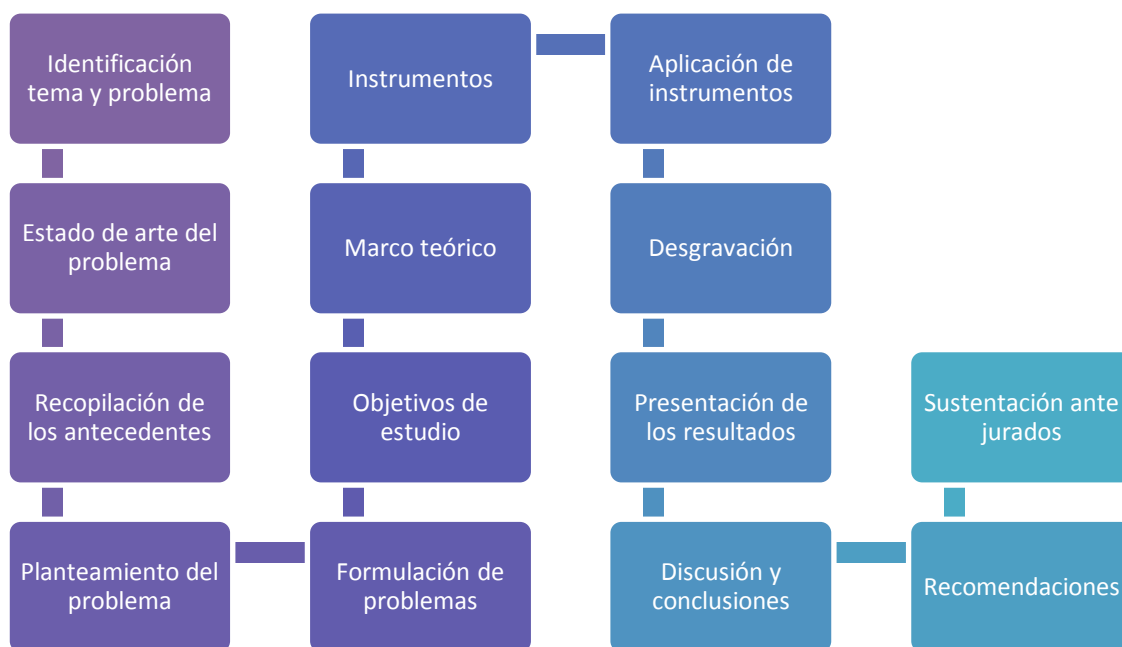 Identificación
tema y problema
Estado de arte del
problema
Recopilación de
los antecedentes
Planteamiento del
problema
Formulación de
problemas
Objetivos de
estudio
Marco teórico
Instrumentos
Aplicación de
instrumentos
Desgravación
Presentación de
los resultados
Discusión y
conclusiones
Recomendaciones
Sustentación ante
jurados